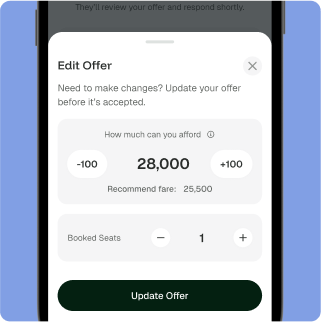 They'll review your offer and respond shortly.
Edit Offer
Need to make changes? Update your offer
before it's accepted.
How much can you afford
-100
28,000
+100
Recommend fare: 25,500
Booked Seats
1
Update Offer